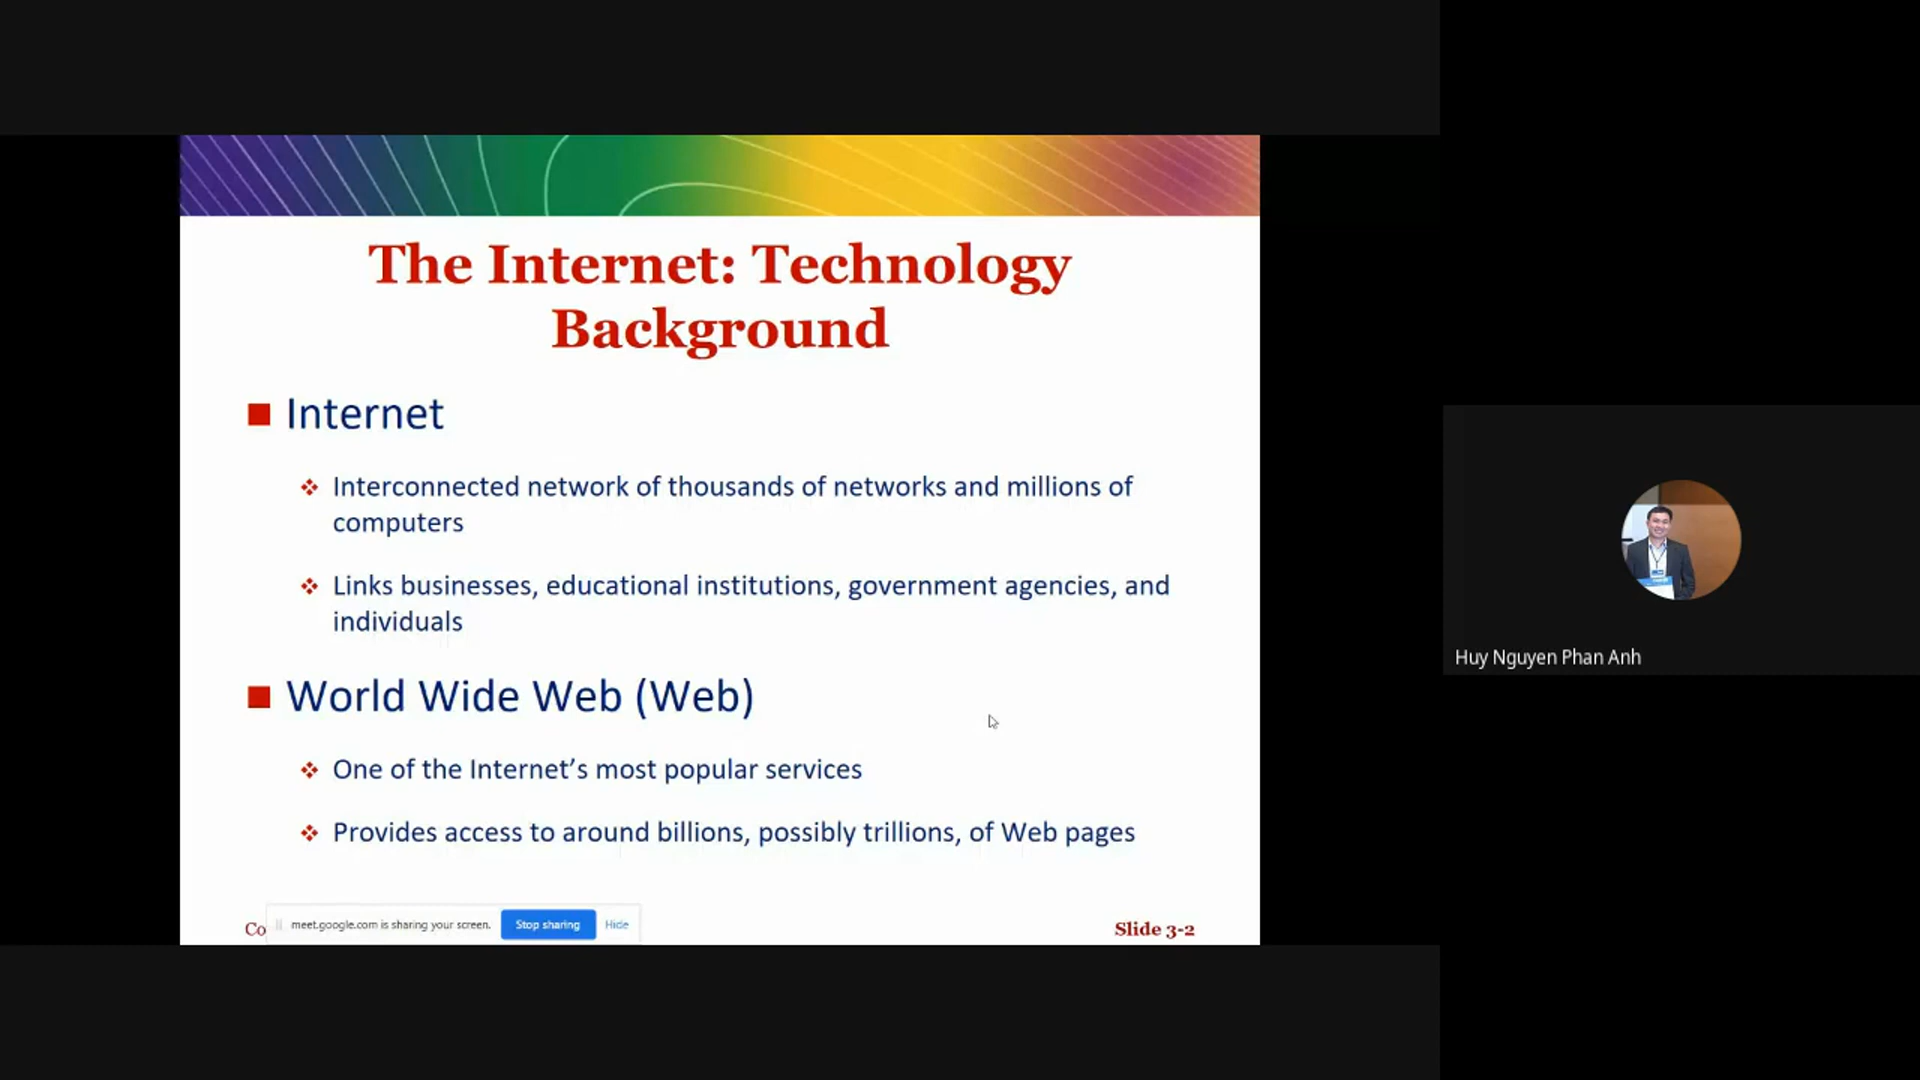 The Internet: Technology
Background
Internet
Interconnected network of thousands of networks and millions of
computers
Links businesses, educational institutions, government agencies, and
individuals
World Wide Web (Web)
One of the Internet's most popular services
Provides access to around billions, possibly trillions, of Web pages
Co
meet.google.com is sharing your screen. Stop sharing Hide
Slide 3-2
Huy Nguyen Phan Anh